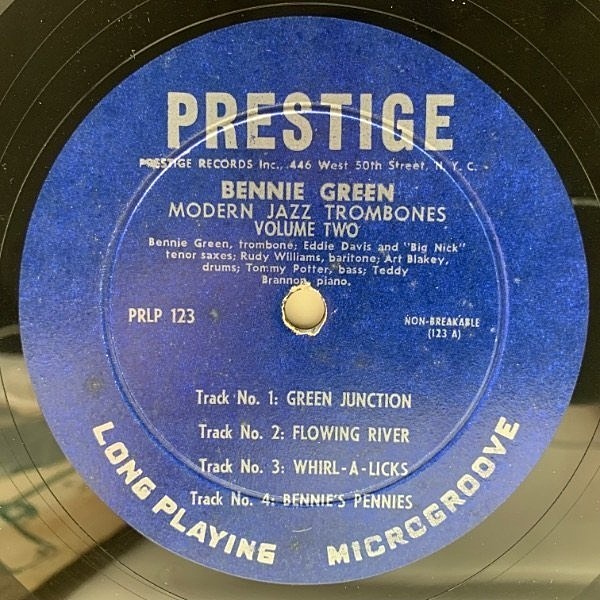 PRESTIGE
PRESTIGE RECORDS Inc., 446 West 50th Street, N. Y. C.
BENNIE GREEN
MODERN JAZZ TROMBONES
VOLUME TWO
Bennie Green, trombone; Eddie Davis and "Big Nick"
tenor saxes; Rudy Williams, baritone; Art Blakey,
drums; Tommy Potter, bass; Teddy
Brannon, piano.
PRLP 123
NON-BREAKABLE
(123 A)
Track No. 1: GREEN JUNCTION
Track No. 2: FLOWING RIVER
Track No. 3: WHIRL-A-LICKS
Track No. 4: BENNIE'S PENNIES
LONG PLAYING MICROGROOVE